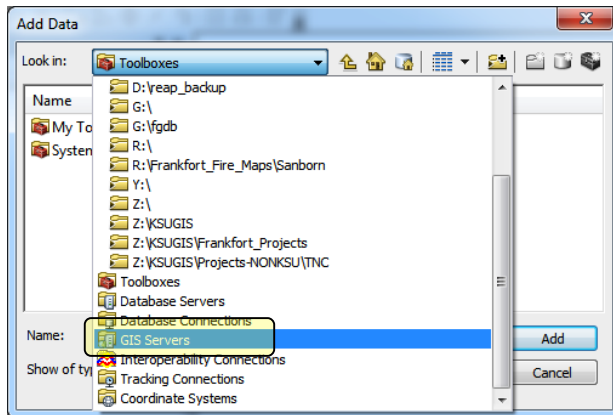 Add Data
Look in: Toolboxes
Name
My To
System
D:\reap_backup
G:\
G:\fgdb
R:\
R:\Frankfort_Fire_Maps\Sanborn
Y:\
Z:\
Z:\KSUGIS
Z:\KSUGIS\Frankfort_Projects
Z:\KSUGIS\Projects-NONKSU\TNC
Toolboxes
Database Servers
Database Connections
GIS Servers
Interoperability Connections
Tracking Connections
Coordinate Systems
Name:
Add
Show of ty
Cancel